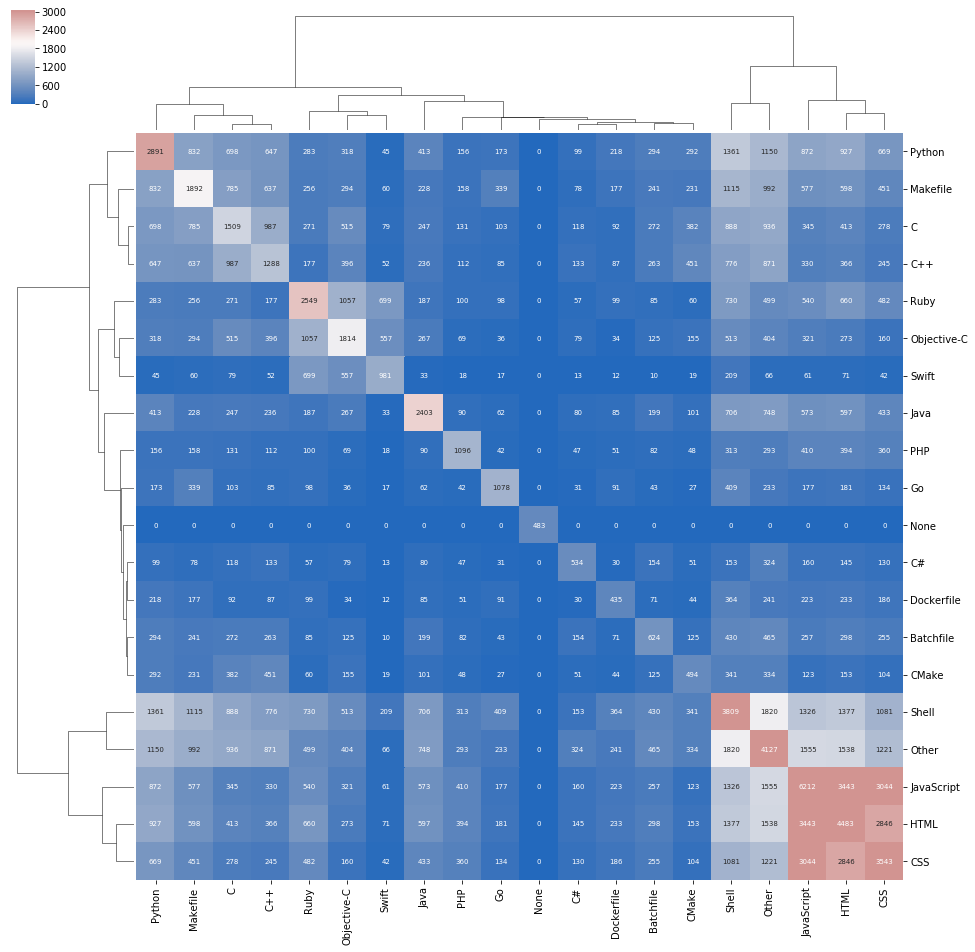 3000
2400
1800
1200
600
0
2891 832 698 647 283 318 45 413 156 173 0 99 218 294 292 1361 1150 872 927 669 Python
832 1892 785 637 256 294 60 228 158 339 0 78 177 241 231 1115 992 577 598 451 Makefile
698 785 1509 987 271 515 79 247 131 103 0 118 92 272 382 888 936 345 413 278 C
647 637 987 1288 177 396 52 236 112 85 0 133 87 263 451 776 871 330 366 245 C++
283 256 271 177 2549 1057 699 187 100 98 0 57 99 85 60 730 499 540 660 482 Ruby
318 294 515 396 1057 1814 557 267 69 36 0 79 34 125 155 513 404 321 273 160 Objective-C
45 60 79 52 699 557 981 33 18 17 0 13 12 10 19 209 66 61 71 42 Swift
413 228 247 236 187 267 33 2403 90 62 0 80 85 199 101 706 748 573 597 433 Java
156 158 131 112 100 69 18 90 1096 42 0 47 51 82 48 313 293 410 394 360 PHP
173 339 103 85 98 36 17 62 42 1078 0 31 91 43 27 409 233 177 181 134 Go
0 0 0 0 0 0 0 0 0 0 483 0 0 0 0 0 0 0 0 0 None
99 78 118 133 57 79 13 80 47 31 0 534 30 154 51 153 324 160 145 130 C#
218 177 92 87 99 34 12 85 51 91 0 30 435 71 44 364 241 223 233 186 Dockerfile
294 241 272 263 85 125 10 199 82 43 0 154 71 624 125 430 465 257 298 255 Batchfile
292 231 382 451 60 155 19 101 48 27 0 51 44 125 494 341 334 123 153 104 CMake
1361 1115 888 776 730 513 209 706 313 409 0 153 364 430 341 3809 1820 1326 1377 1081 Shell
1150 992 936 871 499 404 66 748 293 233 0 324 241 465 334 1820 4127 1555 1538 1221 Other
872 577 345 330 540 321 61 573 410 177 0 160 223 257 123 1326 1555 6212 3443 3044 JavaScript
927 598 413 366 660 273 71 597 394 181 0 145 233 298 153 1377 1538 3443 4483 2846 HTML
669 451 278 245 482 160 42 433 360 134 0 130 186 255 104 1081 1221 3044 2846 3543 CSS
Python Makefile C C++ Ruby Objective-C Swift Java PHP Go None C# Dockerfile Batchfile CMake Shell Other JavaScript HTML CSS